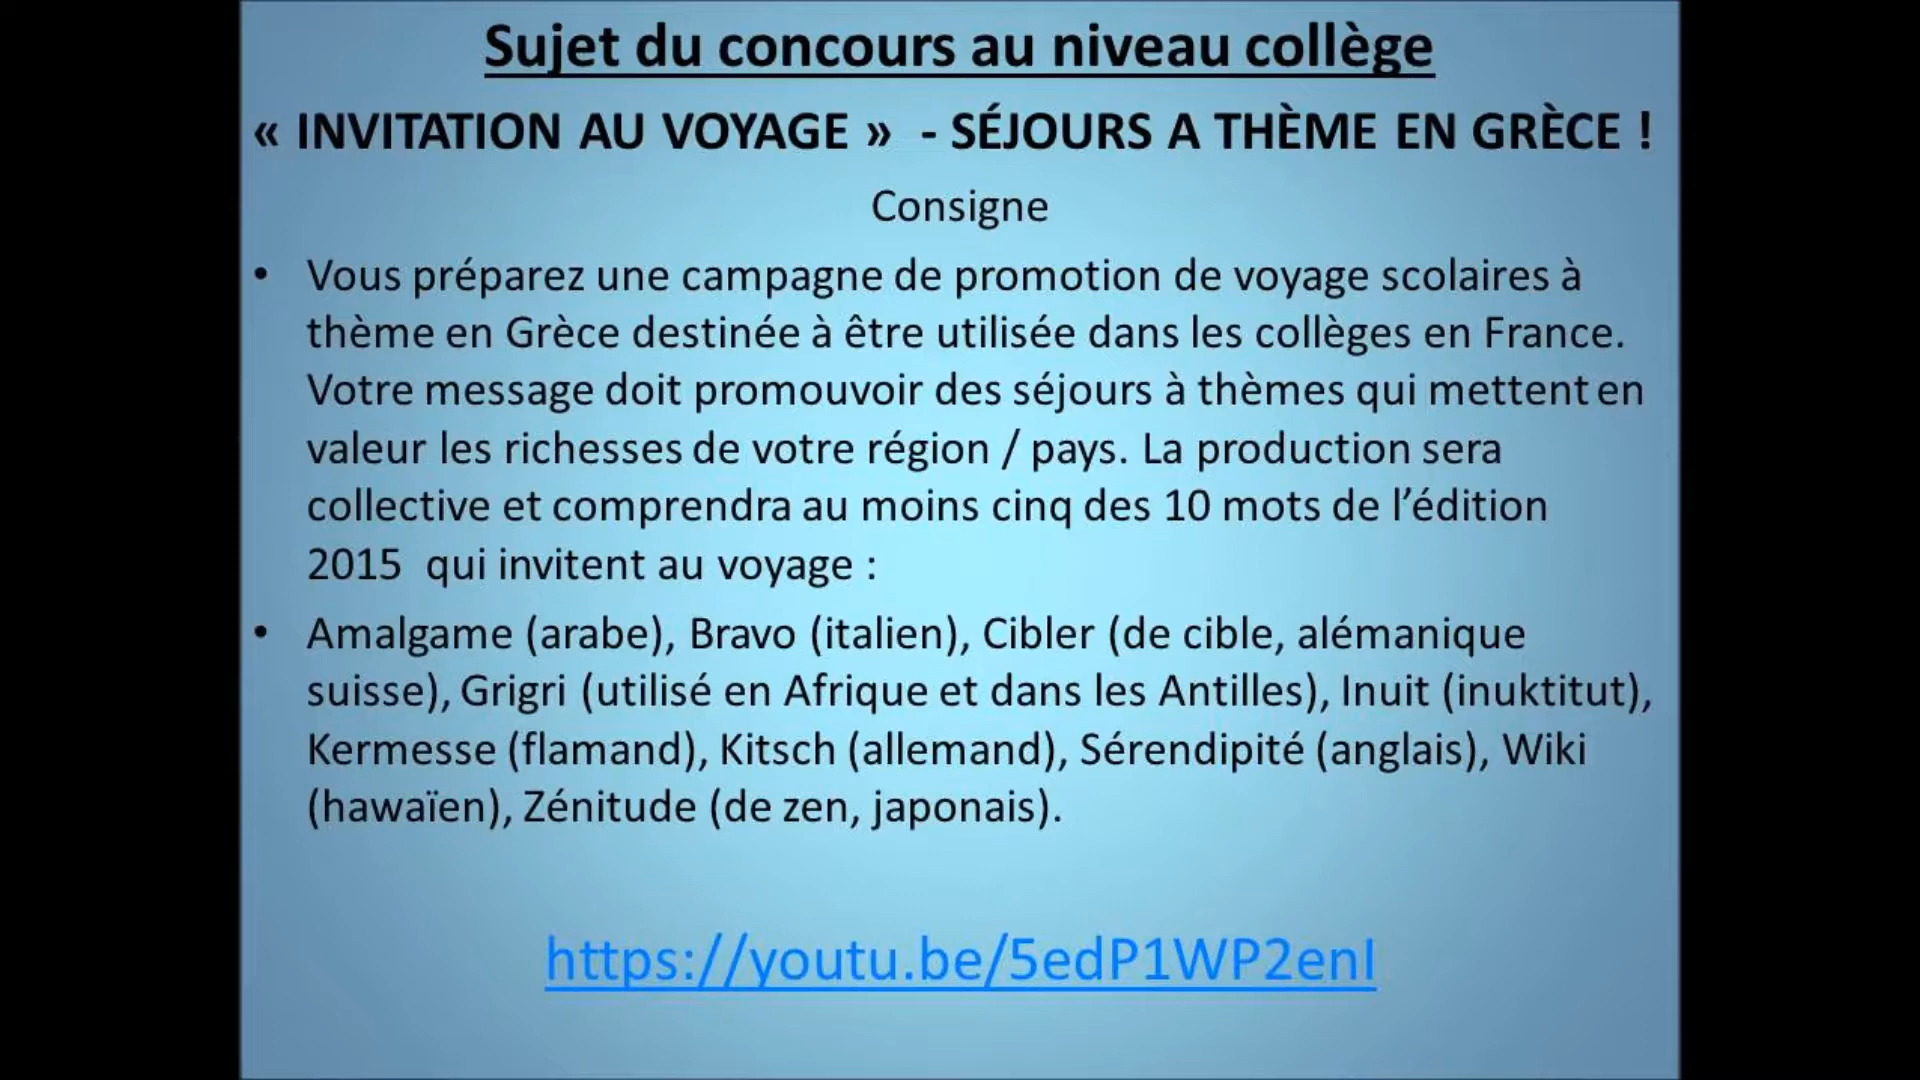 Sujet du concours au niveau collège
« INVITATION AU VOYAGE »  - SÉJOURS A THÈME EN GRÈCE !
Consigne
• Vous préparez une campagne de promotion de voyage scolaires à
thème en Grèce destinée à être utilisée dans les collèges en France.
Votre message doit promouvoir des séjours à thèmes qui mettent en
valeur les richesses de votre région / pays. La production sera
collective et comprendra au moins cinq des 10 mots de l’édition
2015  qui invitent au voyage :
• Amalgame (arabe), Bravo (italien), Cibler (de cible, alémanique
suisse), Grigri (utilisé en Afrique et dans les Antilles), Inuit (inuktitut),
Kermesse (flamand), Kitsch (allemand), Sérendipité (anglais), Wiki
(hawaïen), Zénitude (de zen, japonais).
https://youtu.be/5edP1WP2enI